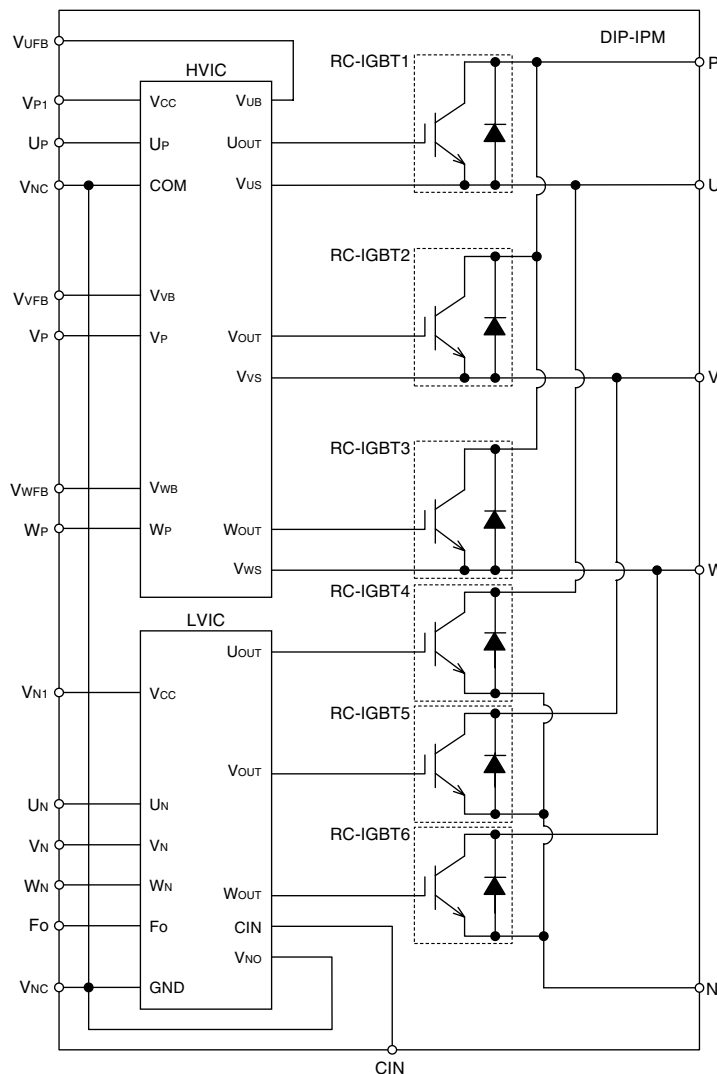 DIP-IPM
VUFB
HVIC
RC-IGBT1
P
VP1
VCC
VUB
UP
UP
UOUT
VNC
COM
VUS
U
RC-IGBT2
VVFB
VVB
VP
VP
VOUT
VVS
V
RC-IGBT3
VWFB
VWB
WP
WP
WOUT
VWS
W
RC-IGBT4
LVIC
UOUT
VN1
VCC
RC-IGBT5
VOUT
UN
UN
RC-IGBT6
VN
VN
WN
WN
WOUT
FO
FO
CIN
VNO
VNC
GND
N
CIN